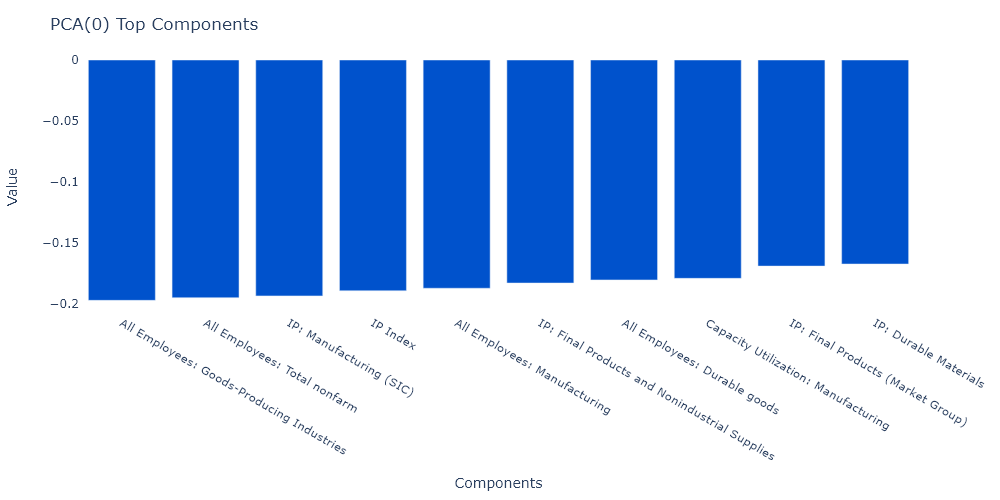 PCA(0) Top Components
0
−0.05
−0.1
−0.15
−0.2
Value
All Employees: Goods-Producing Industries
All Employees: Total nonfarm
IP: Manufacturing (SIC)
IP Index
All Employees: Manufacturing
IP: Final Products and Nonindustrial Supplies
All Employees: Durable goods
Capacity Utilization: Manufacturing
IP: Final Products (Market Group)
IP: Durable Materials
Components